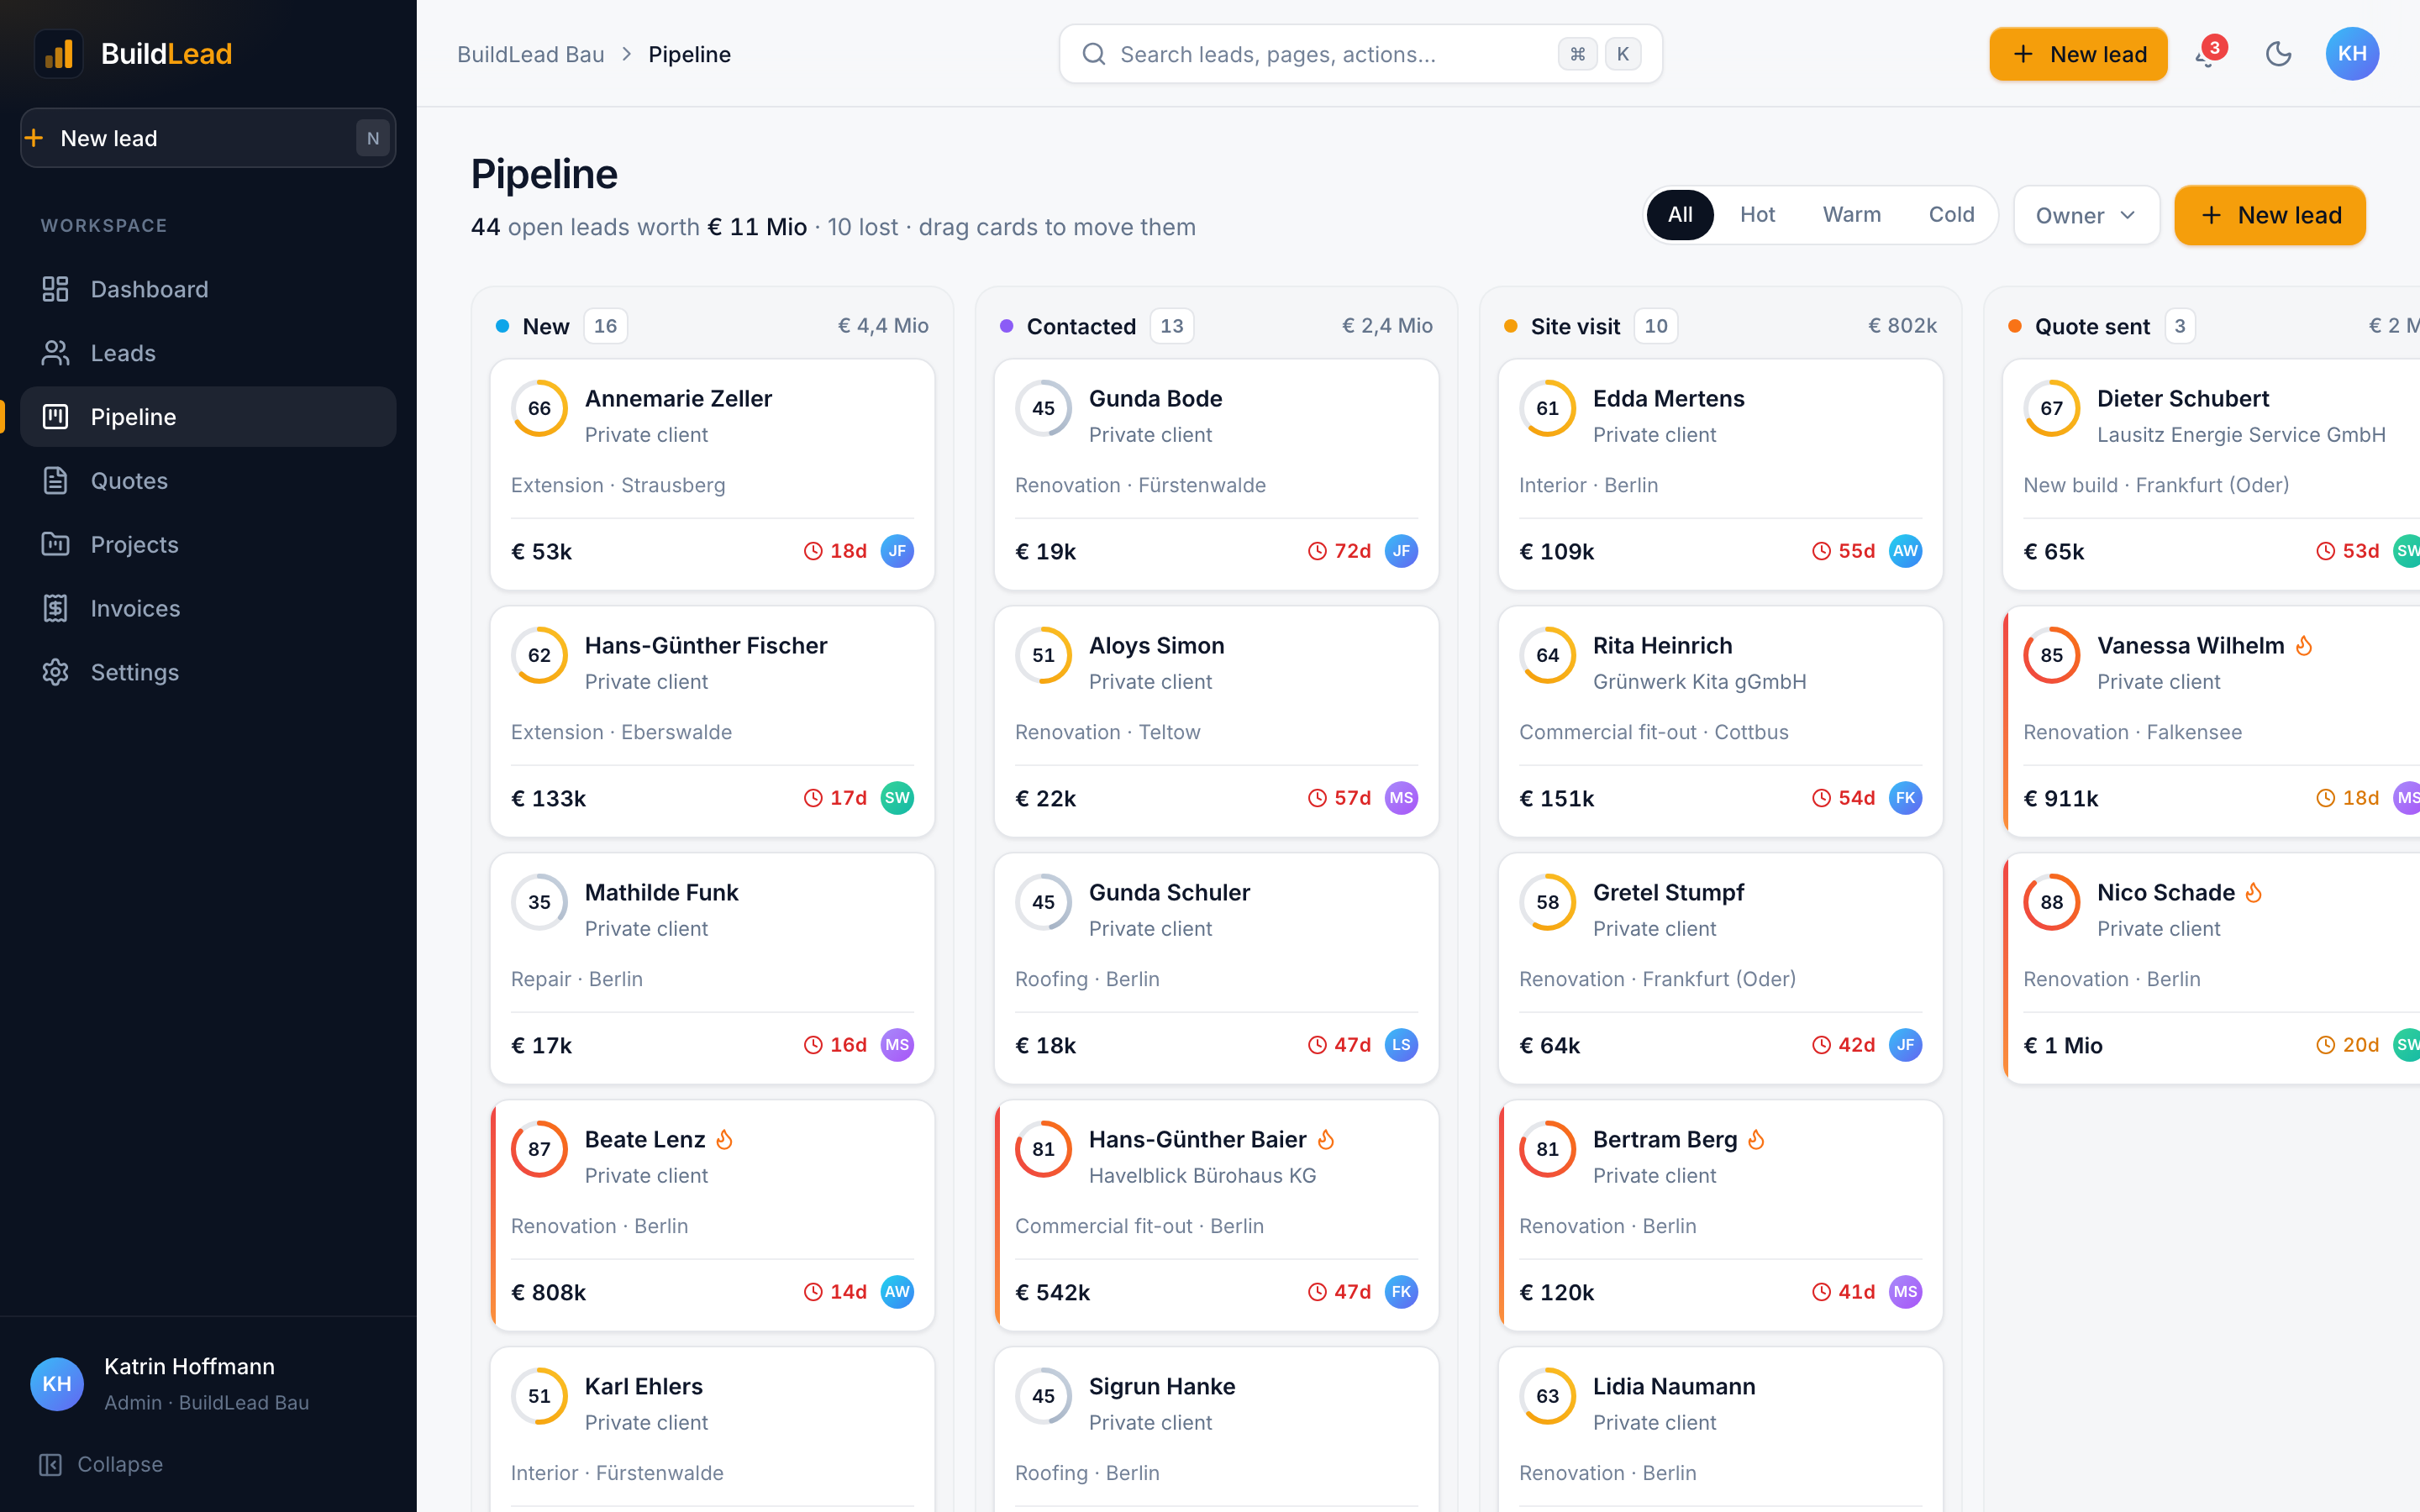 BuildLead
New lead N
WORKSPACE
Dashboard
Leads
Pipeline
Quotes
Projects
Invoices
Settings
KH Katrin Hoffmann
Admin · BuildLead Bau
Collapse
BuildLead Bau Pipeline
Search leads, pages, actions... ⌘ K
New lead 3 KH
Pipeline
44 open leads worth € 11 Mio · 10 lost · drag cards to move them
All Hot Warm Cold Owner New lead
New 16 € 4,4 Mio
66 Annemarie Zeller
Private client
Extension · Strausberg
€ 53k 18d JF
62 Hans-Günther Fischer
Private client
Extension · Eberswalde
€ 133k 17d SW
35 Mathilde Funk
Private client
Repair · Berlin
€ 17k 16d MS
87 Beate Lenz
Private client
Renovation · Berlin
€ 808k 14d AW
51 Karl Ehlers
Private client
Interior · Fürstenwalde
Contacted 13 € 2,4 Mio
45 Gunda Bode
Private client
Renovation · Fürstenwalde
€ 19k 72d JF
51 Aloys Simon
Private client
Renovation · Teltow
€ 22k 57d MS
45 Gunda Schuler
Private client
Roofing · Berlin
€ 18k 47d LS
81 Hans-Günther Baier
Havelblick Bürohaus KG
Commercial fit-out · Berlin
€ 542k 47d FK
45 Sigrun Hanke
Private client
Roofing · Berlin
Site visit 10 € 802k
61 Edda Mertens
Private client
Interior · Berlin
€ 109k 55d AW
64 Rita Heinrich
Grünwerk Kita gGmbH
Commercial fit-out · Cottbus
€ 151k 54d FK
58 Gretel Stumpf
Private client
Renovation · Frankfurt (Oder)
€ 64k 42d JF
81 Bertram Berg
Private client
Renovation · Berlin
€ 120k 41d MS
63 Lidia Naumann
Private client
Renovation · Berlin
Quote sent 3 € 2 M
67 Dieter Schubert
Lausitz Energie Service GmbH
New build · Frankfurt (Oder)
€ 65k 53d SW
85 Vanessa Wilhelm
Private client
Renovation · Falkensee
€ 911k 18d MS
88 Nico Schade
Private client
Renovation · Berlin
€ 1 Mio 20d SW